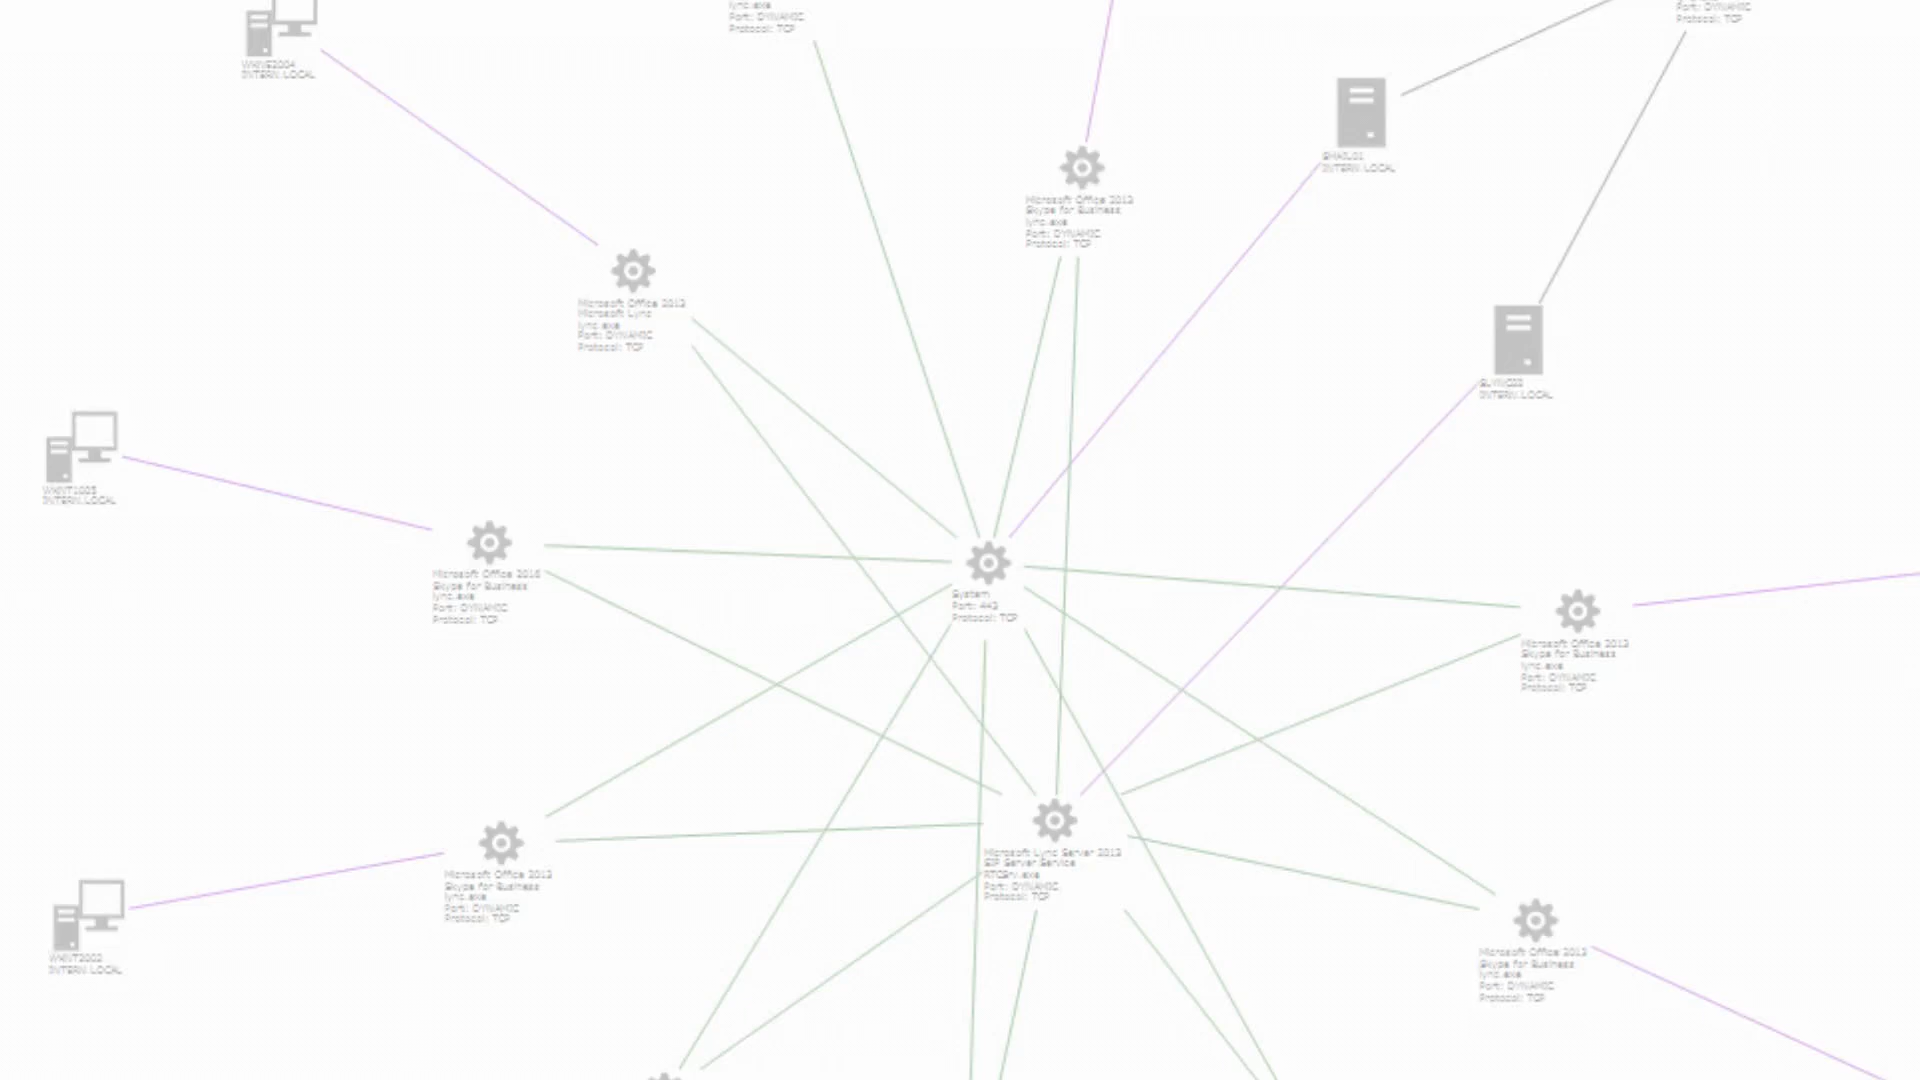 lync.exe
Port: DYNAMIC
Protocol: TCP
Port: DYNAMIC
Protocol: TCP
INTERN.LOCAL
INTERN.LOCAL
Microsoft Office 2013
Skype for Business
lync.exe
Port: DYNAMIC
Protocol: TCP
Microsoft Office 2013
Microsoft Lync
lync.exe
Port: DYNAMIC
Protocol: TCP
INTERN.LOCAL
INTERN.LOCAL
Microsoft Office 2016
Skype for Business
lync.exe
Port: DYNAMIC
Protocol: TCP
System
Port: 443
Protocol: TCP
Microsoft Office 2013
Skype for Business
lync.exe
Port: DYNAMIC
Protocol: TCP
Microsoft Office 2013
Skype for Business
lync.exe
Port: DYNAMIC
Protocol: TCP
Microsoft Lync Server 2013
SIP Server Service
RTCSrv.exe
Port: DYNAMIC
Protocol: TCP
INTERN.LOCAL
Microsoft Office 2013
Skype for Business
lync.exe
Port: DYNAMIC
Protocol: TCP